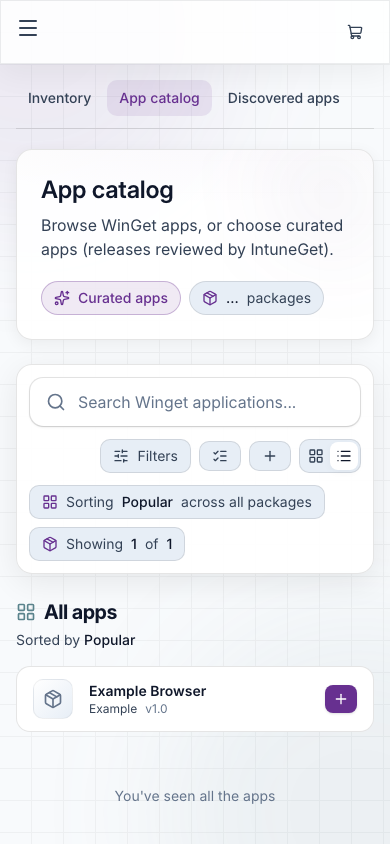 Inventory App catalog Discovered apps
App catalog
Browse WinGet apps, or choose curated
apps (releases reviewed by IntuneGet).
Curated apps ... packages
Search Winget applications...
Filters
Sorting Popular across all packages
Showing 1 of 1
All apps
Sorted by Popular
Example Browser
Example v1.0
You've seen all the apps